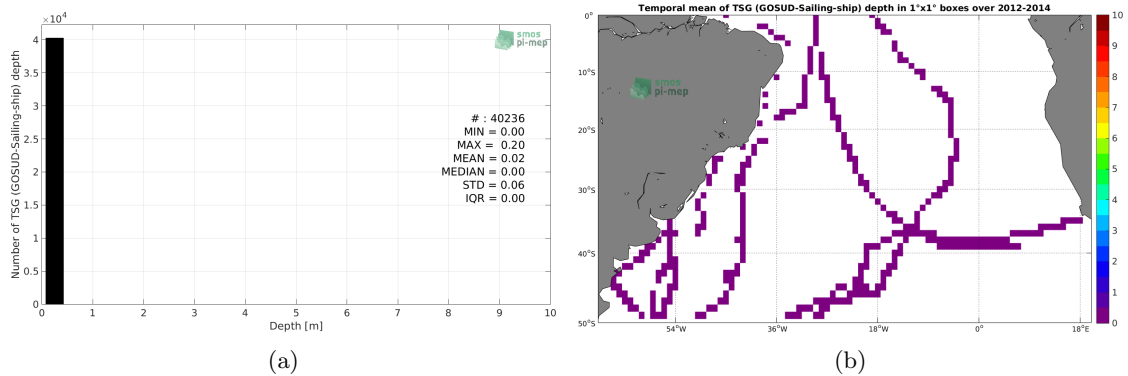 ×10⁴
4
3.5
3
2.5
2
1.5
1
0.5
0
Number of TSG (GOSUD-Sailing-ship) depth
smos
pi-mep
# : 40236
MIN = 0.00
MAX = 0.20
MEAN = 0.02
MEDIAN = 0.00
STD = 0.06
IQR = 0.00
0 1 2 3 4 5 6 7 8 9 10
Depth [m]
(a)
Temporal mean of TSG (GOSUD-Sailing-ship) depth in 1°x1° boxes over 2012-2014
0°
10°S
20°S
30°S
40°S
50°S
smos
pi-mep
54°W 36°W 18°W 0° 18°E
10
9
8
7
6
5
4
3
2
1
0
(b)